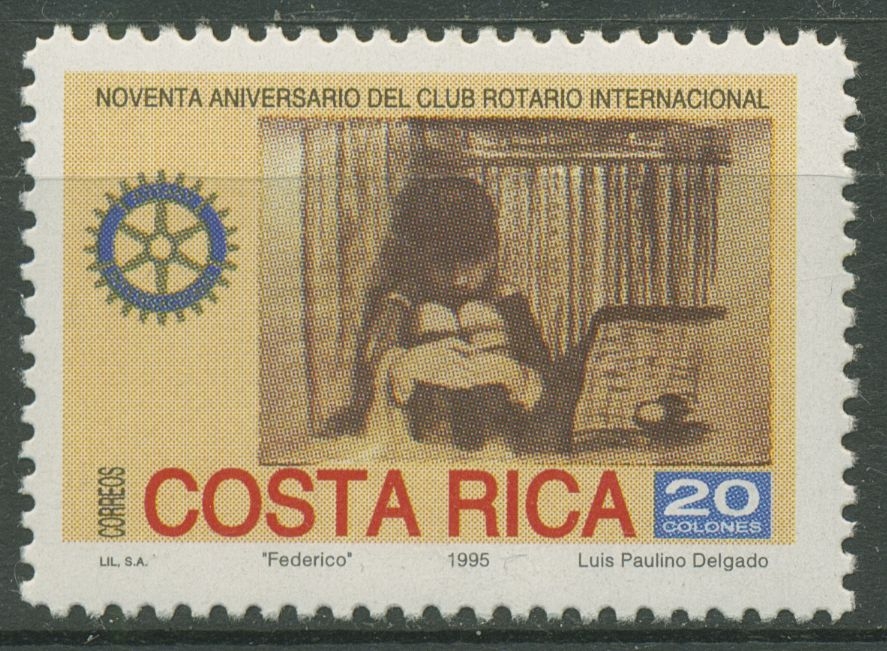 NOVENTA ANIVERSARIO DEL CLUB ROTARIO INTERNACIONAL
CORREOS
COSTA RICA
20
COLONES
LIL, S.A. "Federico" 1995 Luis Paulino Delgado